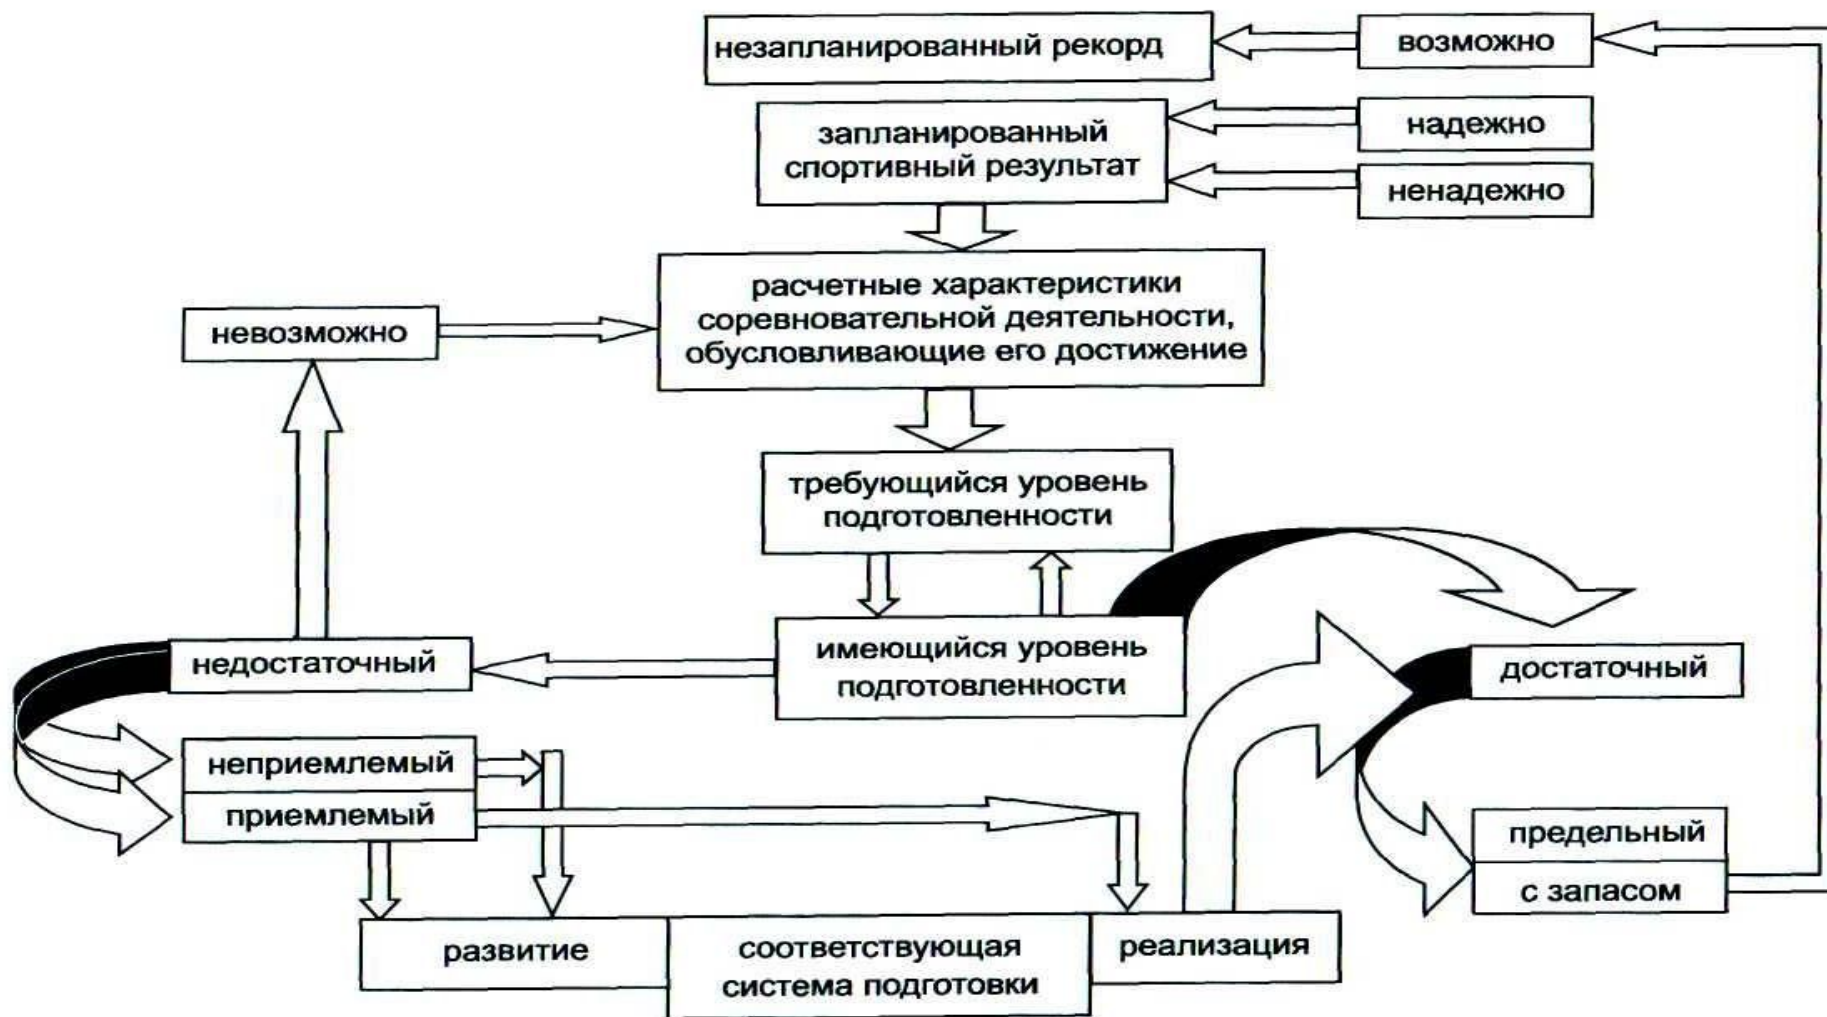 незапланированный рекорд
возможно
запланированный
спортивный результат
надежно
ненадежно
расчетные характеристики
соревновательной деятельности,
обусловливающие его достижение
невозможно
требующийся уровень
подготовленности
имеющийся уровень
подготовленности
недостаточный
достаточный
неприемлемый
приемлемый
предельный
с запасом
развитие
соответствующая
система подготовки
реализация